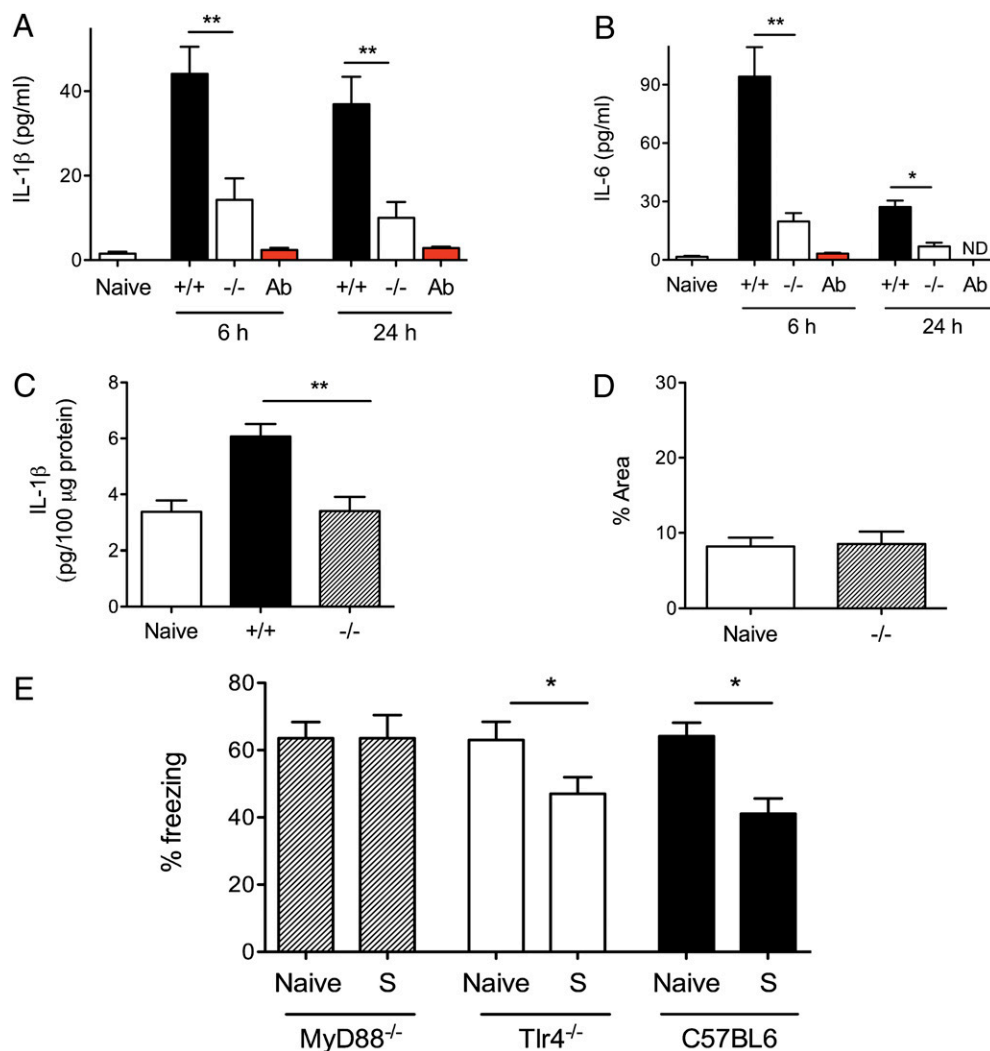 A
IL-1β (pg/ml)
40
20
0
**
**
Naive +/+ -/- Ab +/+ -/- Ab
6 h 24 h
B
IL-6 (pg/ml)
90
60
30
0
**
*
ND
Naive +/+ -/- Ab +/+ -/- Ab
6 h 24 h
C
IL-1β
(pg/100 μg protein)
8
6
4
2
0
**
Naive +/+ -/-
D
% Area
30
20
10
0
Naive -/-
E
% freezing
80
60
40
20
0
*
*
Naive S Naive S Naive S
MyD88-/- Tlr4-/- C57BL6